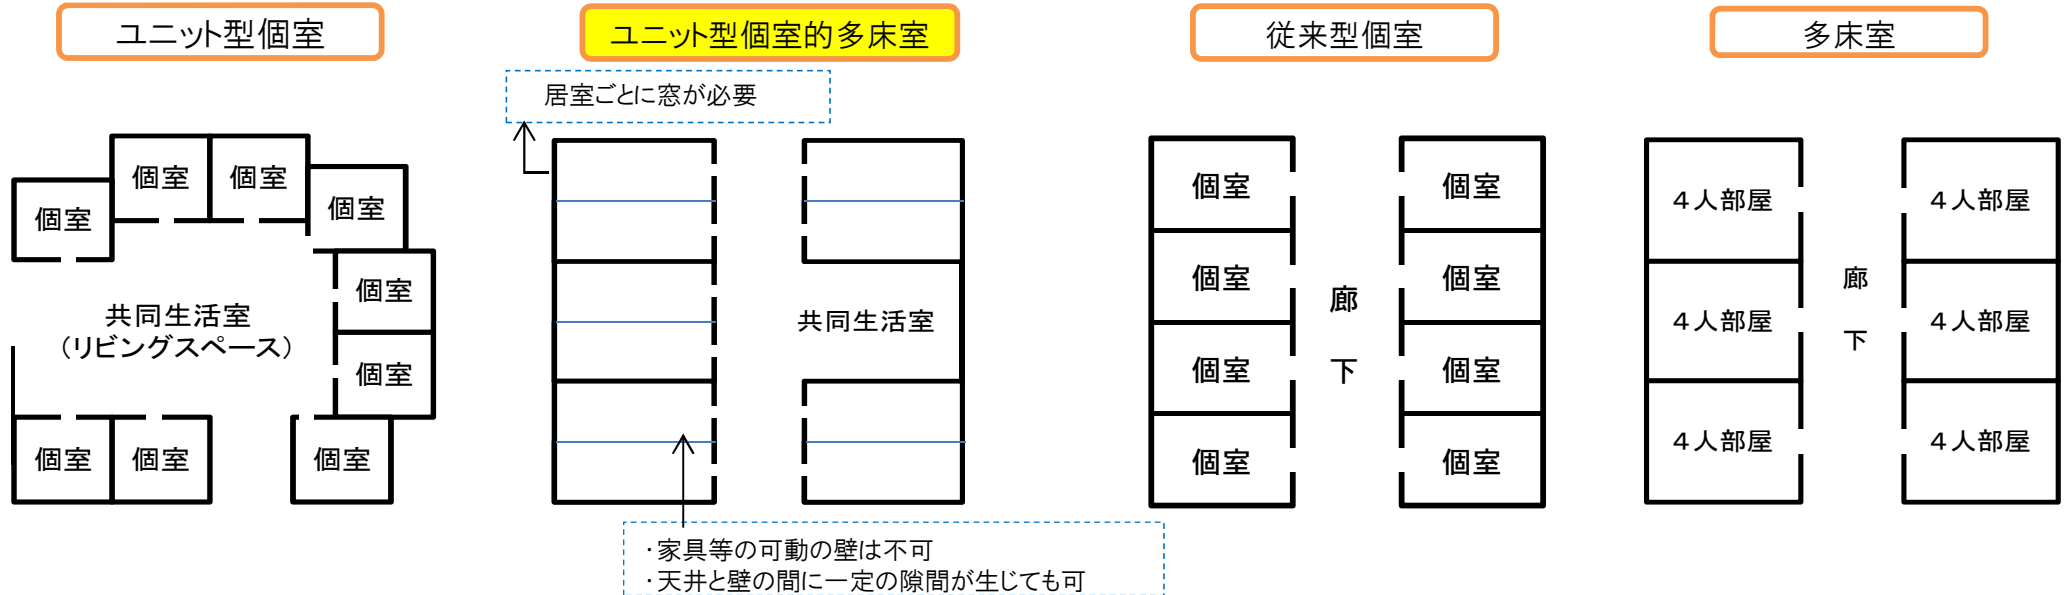 ユニット型個室
個室
個室
個室
個室
個室
個室
共同生活室
（リビングスペース）
個室
個室
個室
ユニット型個室的多床室
居室ごとに窓が必要
共同生活室
・家具等の可動の壁は不可
・天井と壁の間に一定の隙間が生じても可
従来型個室
個室
個室
個室
個室
廊
下
個室
個室
個室
個室
多床室
４人部屋
４人部屋
４人部屋
廊
下
４人部屋
４人部屋
４人部屋